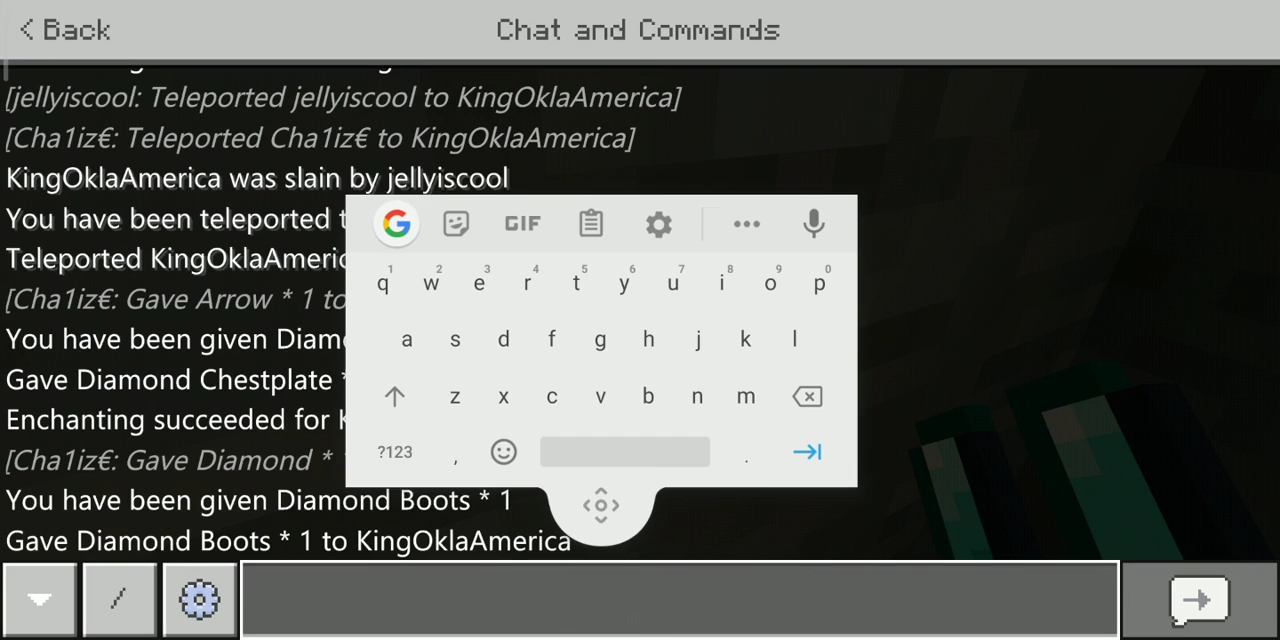 Back
Chat and Commands
[jellyiscool: Teleported jellyiscool to KingOklaAmerica]
[Cha1iz€: Teleported Cha1iz€ to KingOklaAmerica]
KingOklaAmerica was slain by jellyiscool
You have been teleported
Teleported
[Cha1iz€: Gave Arrow * 1 to
You have been given
Gave Diamond Chestplate *
Enchanting succeeded for
[Cha1iz€: Gave Diamond *
You have been given Diamond Boots * 1
Gave Diamond Boots * 1 to KingOklaAmerica
/
G GIF
1 2 3 4 5 6 7 8 9 0
q w e r t y u i o p
a s d f g h j k l
z x c v b n m
?123 , .